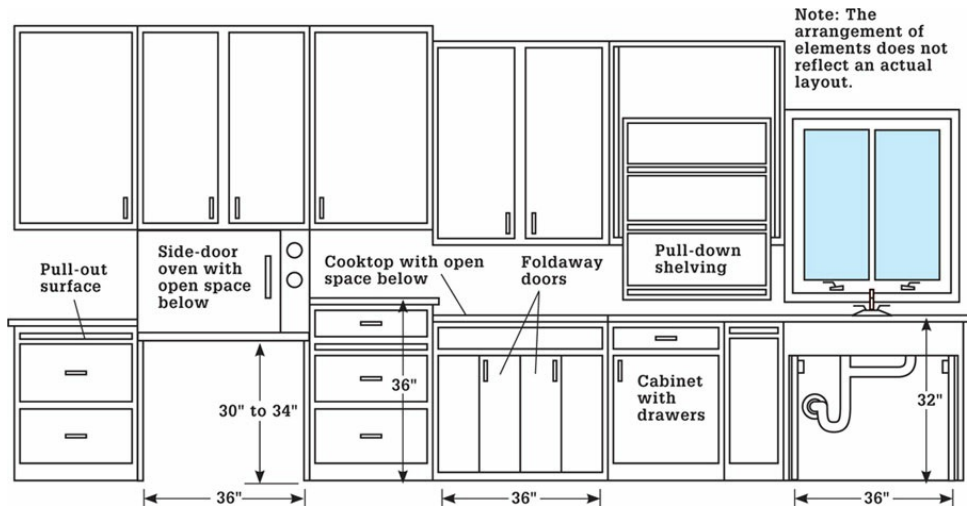 Note: The
arrangement of
elements does not
reflect an actual
layout.
Side-door
oven with
open space
below
Pull-out
surface
Cooktop with open
space below
Foldaway
doors
Pull-down
shelving
36"
30" to 34"
Cabinet
with
drawers
32"
36"
36"
36"